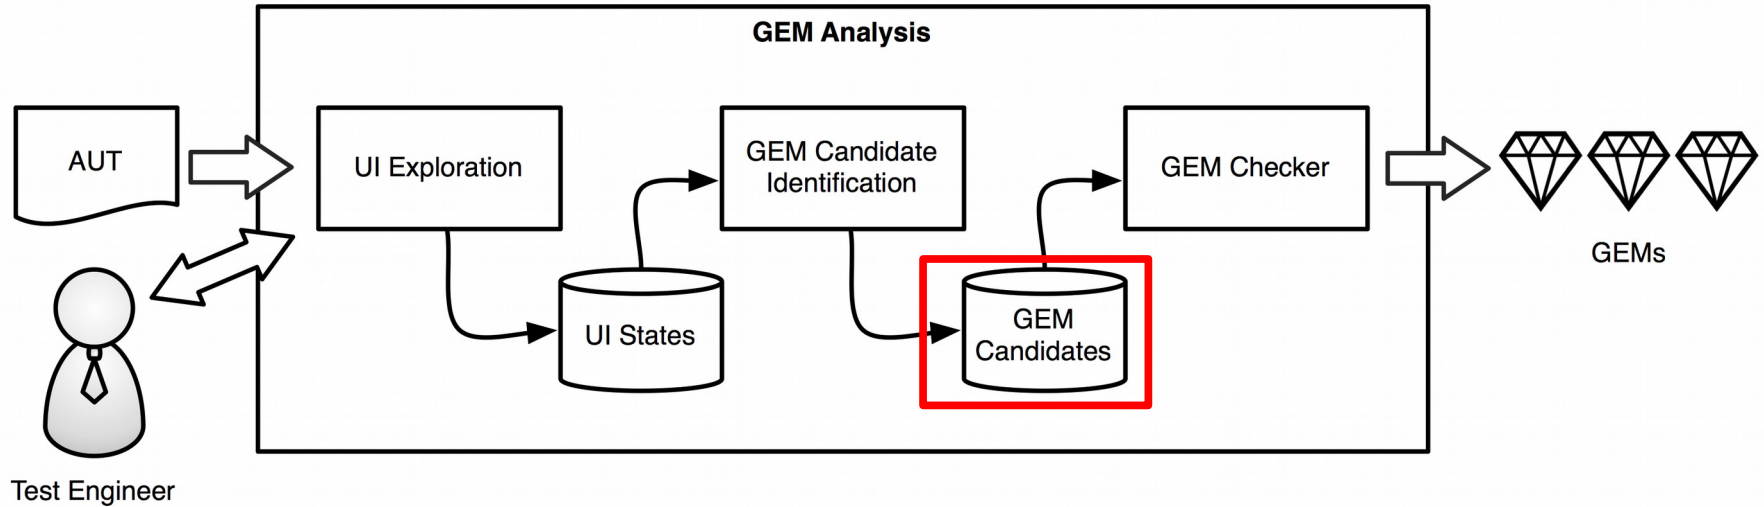 GEM Analysis
AUT
UI Exploration
GEM Candidate
Identification
GEM Checker
GEMs
UI States
GEM
Candidates
Test Engineer